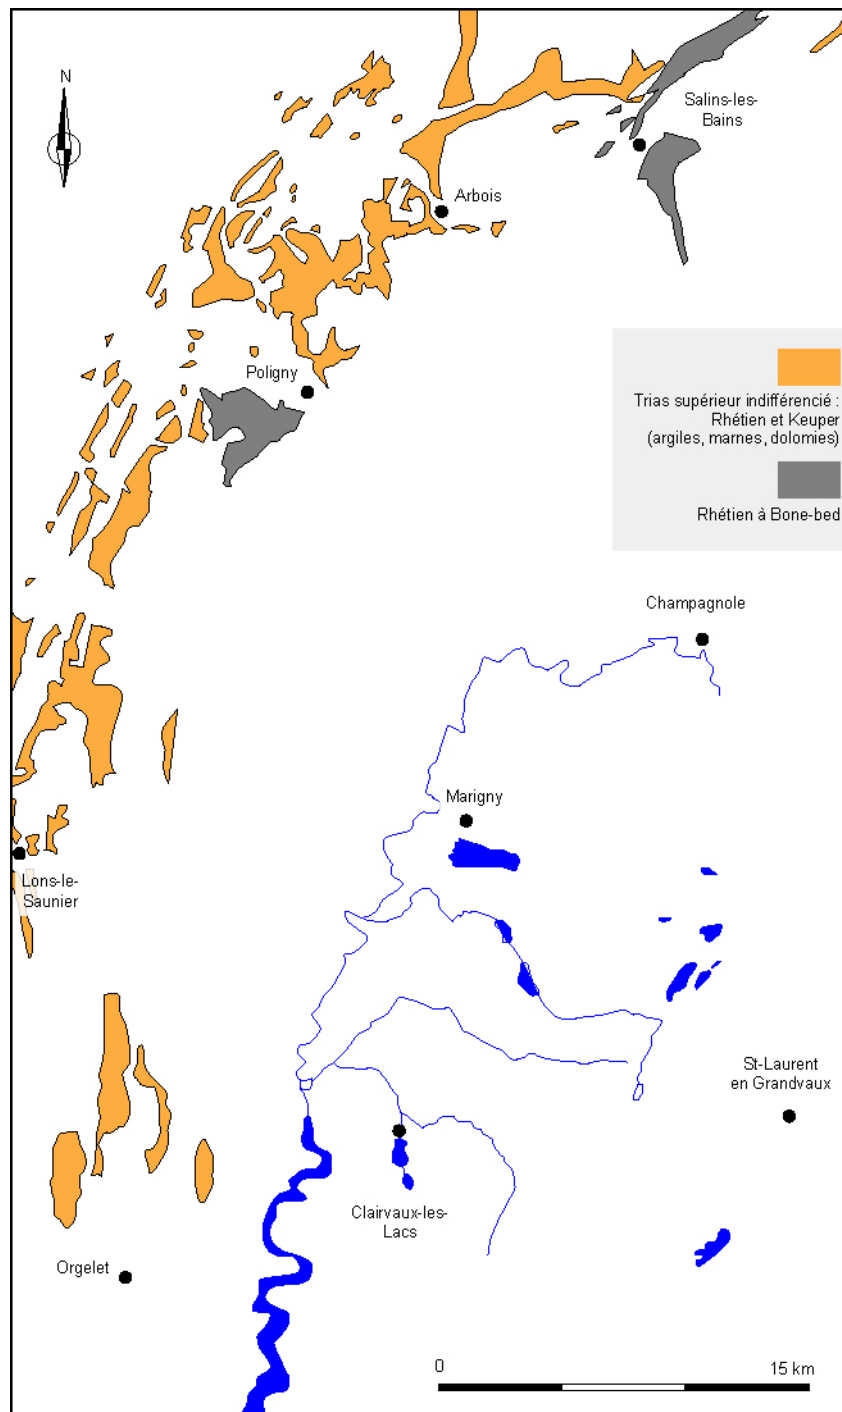 N
Salins-les-
Bains
Arbois
Poligny
Trias supérieur indifférencié :
Rhétien et Keuper
(argiles, marnes, dolomies)
Rhétien à Bone-bed
Champagnole
Marigny
Lons-le-
Saunier
St-Laurent
en Grandvaux
Clairvaux-les-
Lacs
Orgelet
0
15 km